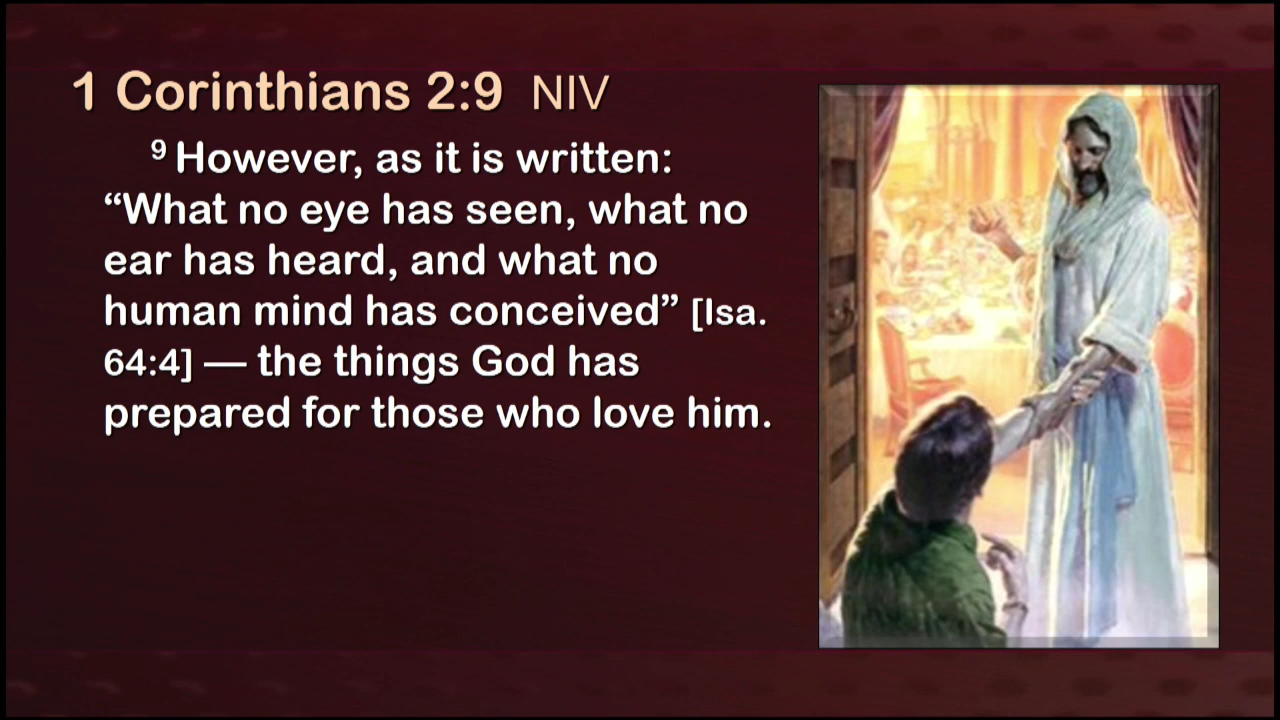 1 Corinthians 2:9 NIV
9 However, as it is written:
“What no eye has seen, what no
ear has heard, and what no
human mind has conceived” [Isa.
64:4] — the things God has
prepared for those who love him.